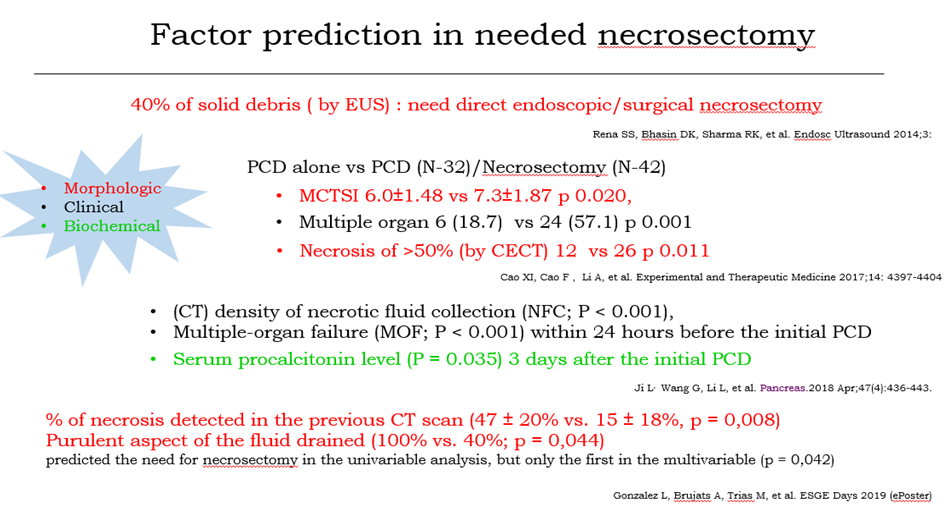 Factor prediction in needed necrosectomy
40% of solid debris ( by EUS) : need direct endoscopic/surgical necrosectomy
Rena SS, Bhasin DK, Sharma RK, et al. Endosc Ultrasound 2014;3:
• Morphologic
• Clinical
• Biochemical
PCD alone vs PCD (N-32)/Necrosectomy (N-42)
• MCTSI 6.0±1.48 vs 7.3±1.87 p 0.020,
• Multiple organ 6 (18.7) vs 24 (57.1) p 0.001
• Necrosis of >50% (by CECT) 12 vs 26 p 0.011
Cao XI, Cao F , Li A, et al. Experimental and Therapeutic Medicine 2017;14: 4397-4404
• (CT) density of necrotic fluid collection (NFC; P < 0.001),
• Multiple-organ failure (MOF; P < 0.001) within 24 hours before the initial PCD
• Serum procalcitonin level (P = 0.035) 3 days after the initial PCD
Ji L· Wang G, Li L, et al. Pancreas.2018 Apr;47(4):436-443.
% of necrosis detected in the previous CT scan (47 ± 20% vs. 15 ± 18%, p = 0,008)
Purulent aspect of the fluid drained (100% vs. 40%; p = 0,044)
predicted the need for necrosectomy in the univariable analysis, but only the first in the multivariable (p = 0,042)
Gonzalez L, Brujats A, Trias M, et al. ESGE Days 2019 (ePoster)